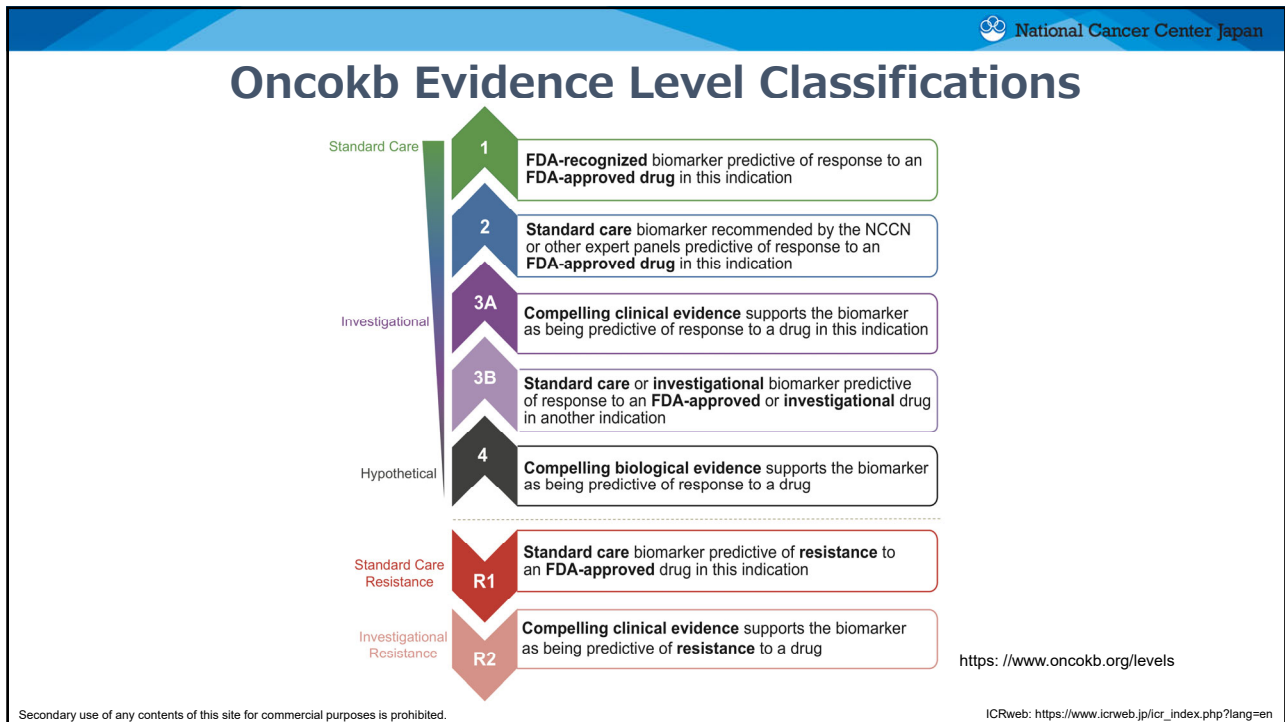 National Cancer Center Japan
Oncokb Evidence Level Classifications
Standard Care
1
FDA-recognized biomarker predictive of response to an
FDA-approved drug in this indication
2
Standard care biomarker recommended by the NCCN
or other expert panels predictive of response to an
FDA-approved drug in this indication
Investigational
3A
Compelling clinical evidence supports the biomarker
as being predictive of response to a drug in this indication
3B
Standard care or investigational biomarker predictive
of response to an FDA-approved or investigational drug
in another indication
Hypothetical
4
Compelling biological evidence supports the biomarker
as being predictive of response to a drug
Standard Care
Resistance
R1
Standard care biomarker predictive of resistance to
an FDA-approved drug in this indication
Investigational
Resistance
R2
Compelling clinical evidence supports the biomarker
as being predictive of resistance to a drug
https: //www.oncokb.org/levels
Secondary use of any contents of this site for commercial purposes is prohibited.
ICRweb: https://www.icrweb.jp/icr_index.php?lang=en